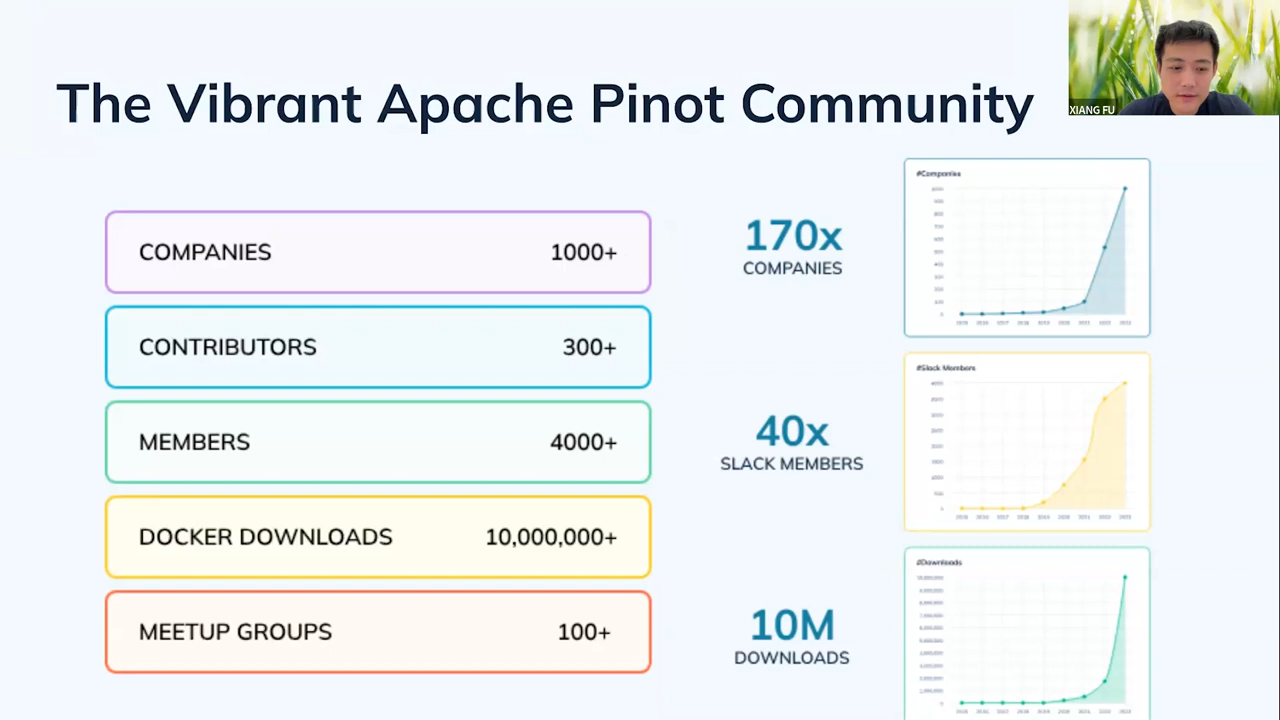 The Vibrant Apache Pinot Community
XIANG FU
COMPANIES 1000+
CONTRIBUTORS 300+
MEMBERS 4000+
DOCKER DOWNLOADS 10,000,000+
MEETUP GROUPS 100+
170x
COMPANIES
40x
SLACK MEMBERS
10M
DOWNLOADS
#Companies
#Slack Members
#Downloads